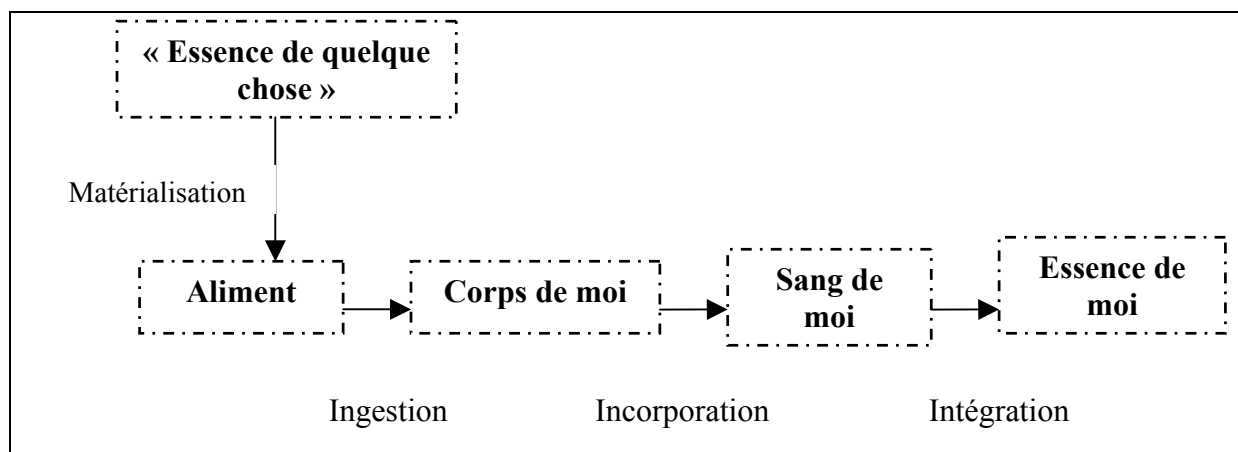 « Essence de quelque
chose »
Matérialisation
Aliment
Corps de moi
Sang de
moi
Essence de
moi
Ingestion
Incorporation
Intégration